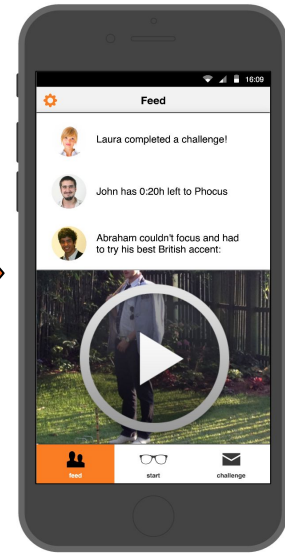 16:09
Feed
Laura completed a challenge!
John has 0:20h left to Phocus
Abraham couldn't focus and had
to try his best British accent:
feed
start
challenge